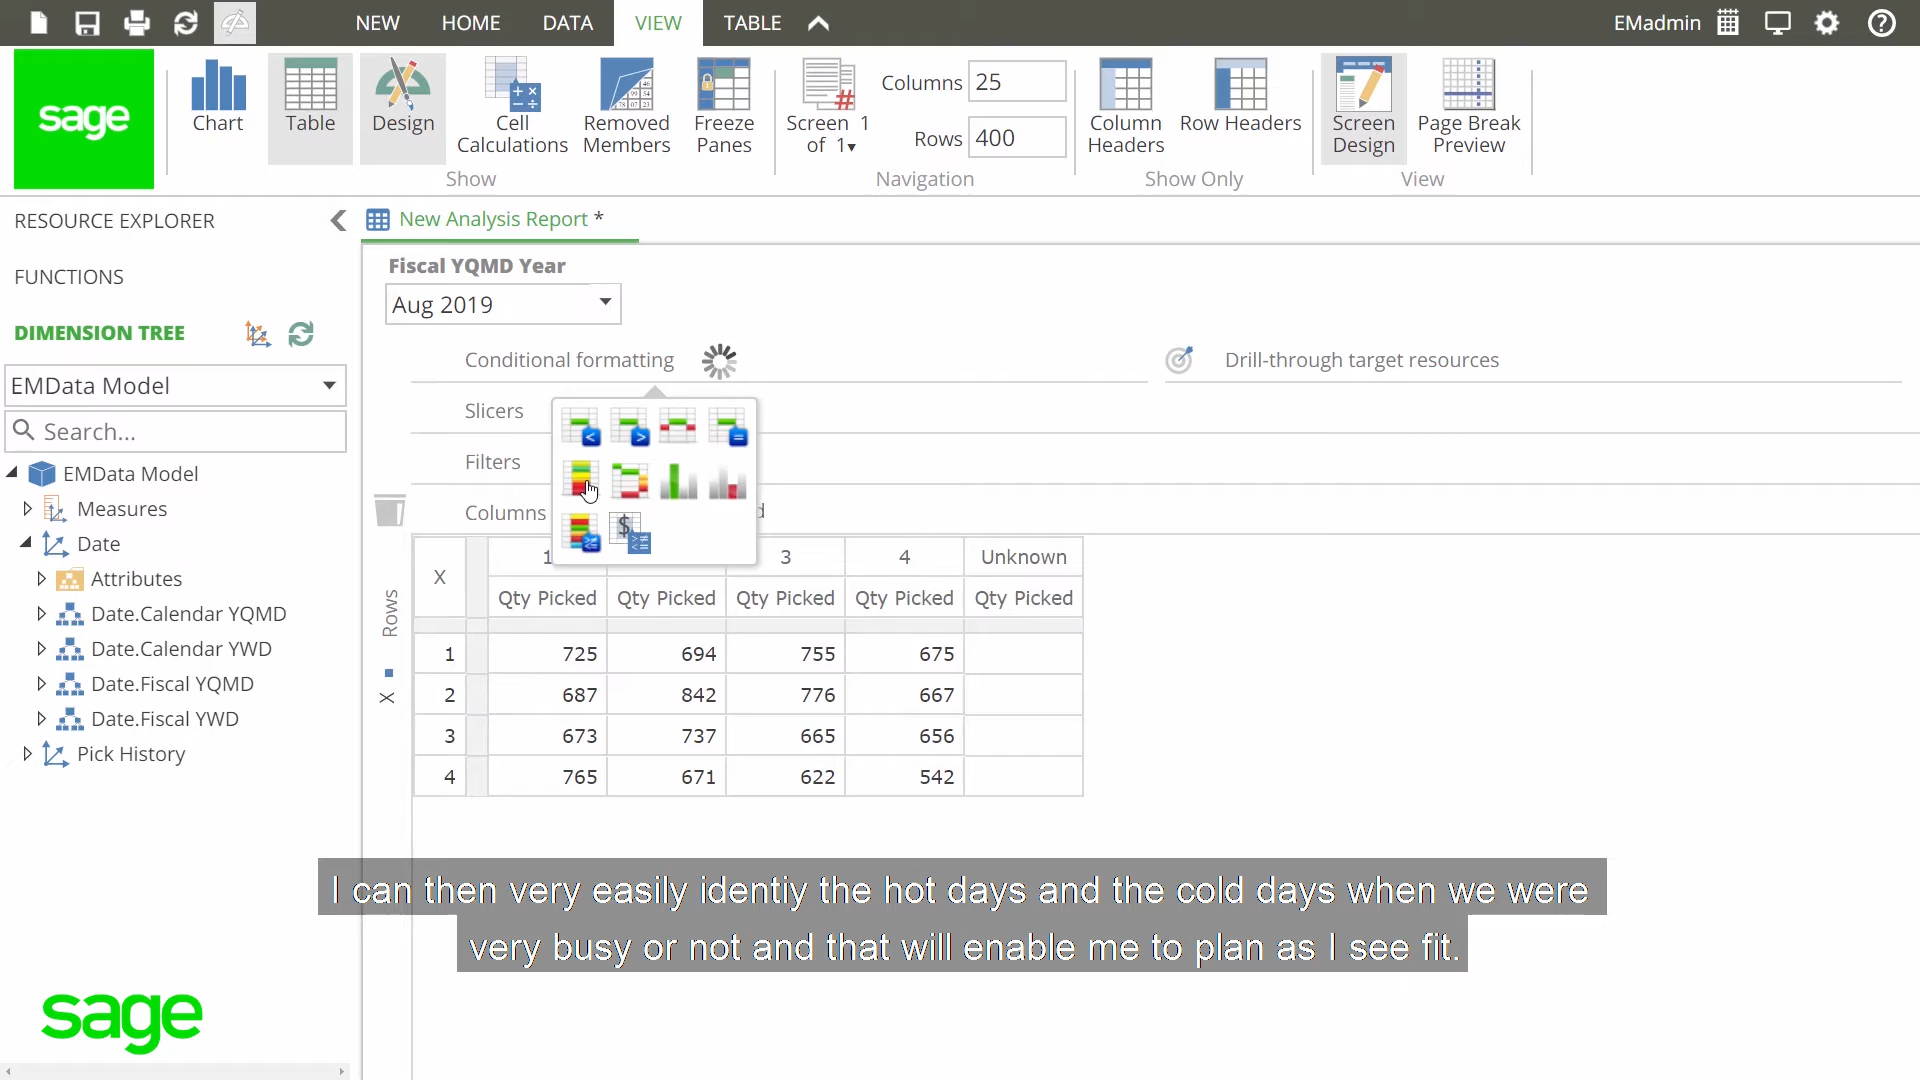 NEW HOME DATA VIEW TABLE
EMadmin
sage
Chart
Table
Design
Cell
Calculations
Removed
Members
Freeze
Panes
Show
Screen 1
of 1
Columns 25
Rows 400
Navigation
Column
Headers
Row Headers
Show Only
Screen
Design
Page Break
Preview
View
RESOURCE EXPLORER
FUNCTIONS
DIMENSION TREE
EMData Model
Search...
EMData Model
Measures
Date
Attributes
Date.Calendar YQMD
Date.Calendar YWD
Date.Fiscal YQMD
Date.Fiscal YWD
Pick History
sage
New Analysis Report *
Fiscal YQMD Year
Aug 2019
Conditional formatting
Drill-through target resources
Slicers
Filters
Columns
Rows
X
X 1 3 4 Unknown
Qty Picked Qty Picked Qty Picked Qty Picked Qty Picked
1 725 694 755 675
2 687 842 776 667
3 673 737 665 656
4 765 671 622 542
I can then very easily identiy the hot days and the cold days when we were
very busy or not and that will enable me to plan as I see fit.